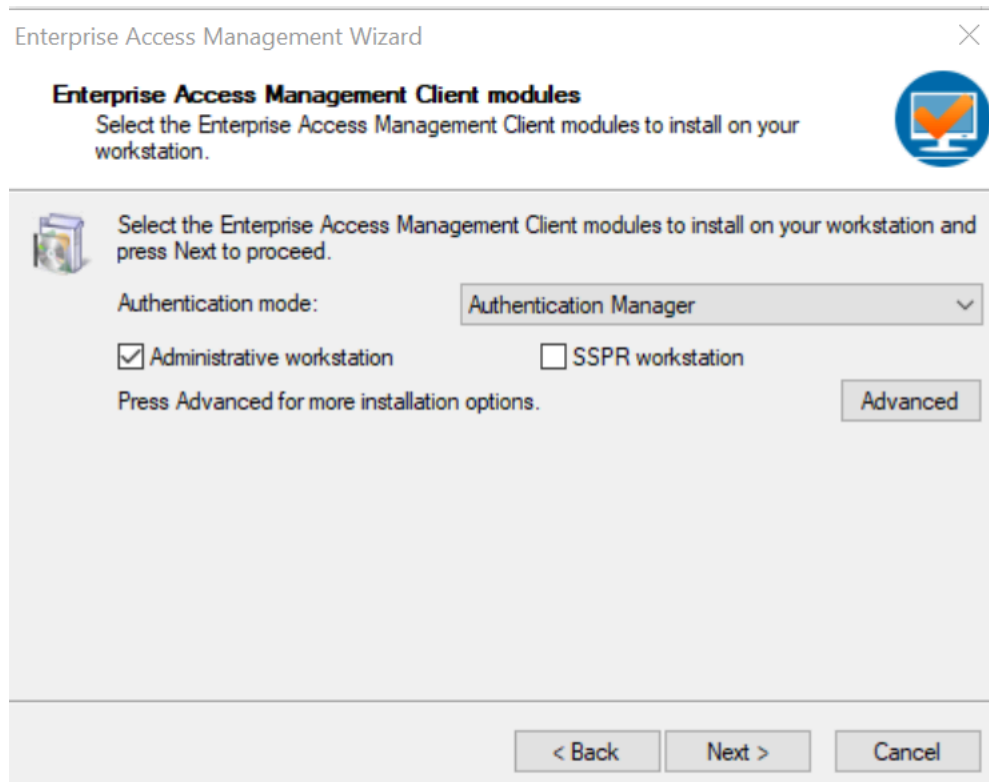 Enterprise Access Management Wizard
Enterprise Access Management Client modules
Select the Enterprise Access Management Client modules to install on your
workstation.
Select the Enterprise Access Management Client modules to install on your workstation and
press Next to proceed.
Authentication mode: Authentication Manager
Administrative workstation SSPR workstation
Press Advanced for more installation options. Advanced
< Back Next > Cancel